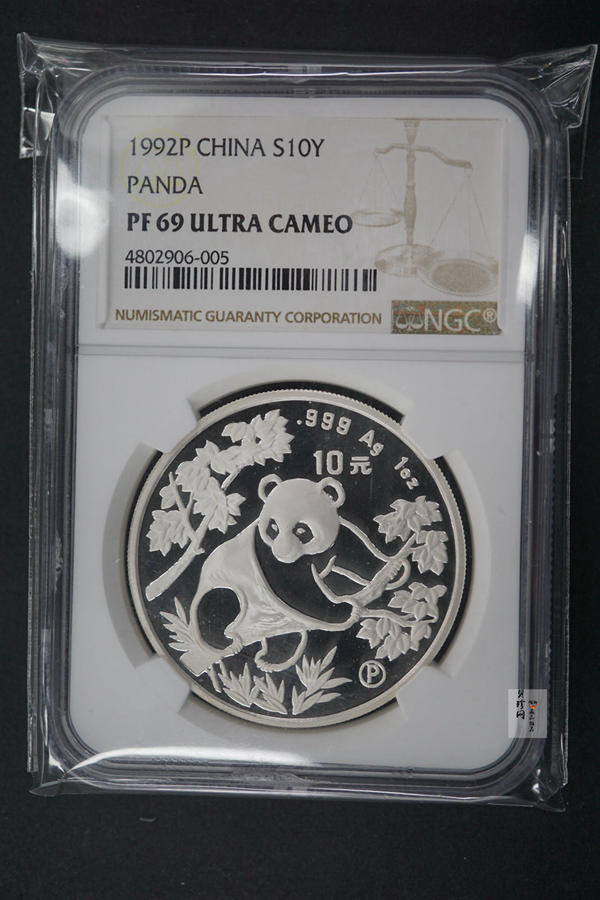 1992P CHINA S10Y
PANDA
PF 69 ULTRA CAMEO
4802906-005
NUMISMATIC GUARANTY CORPORATION
NGC®
.999 Ag 1oz
10元
P